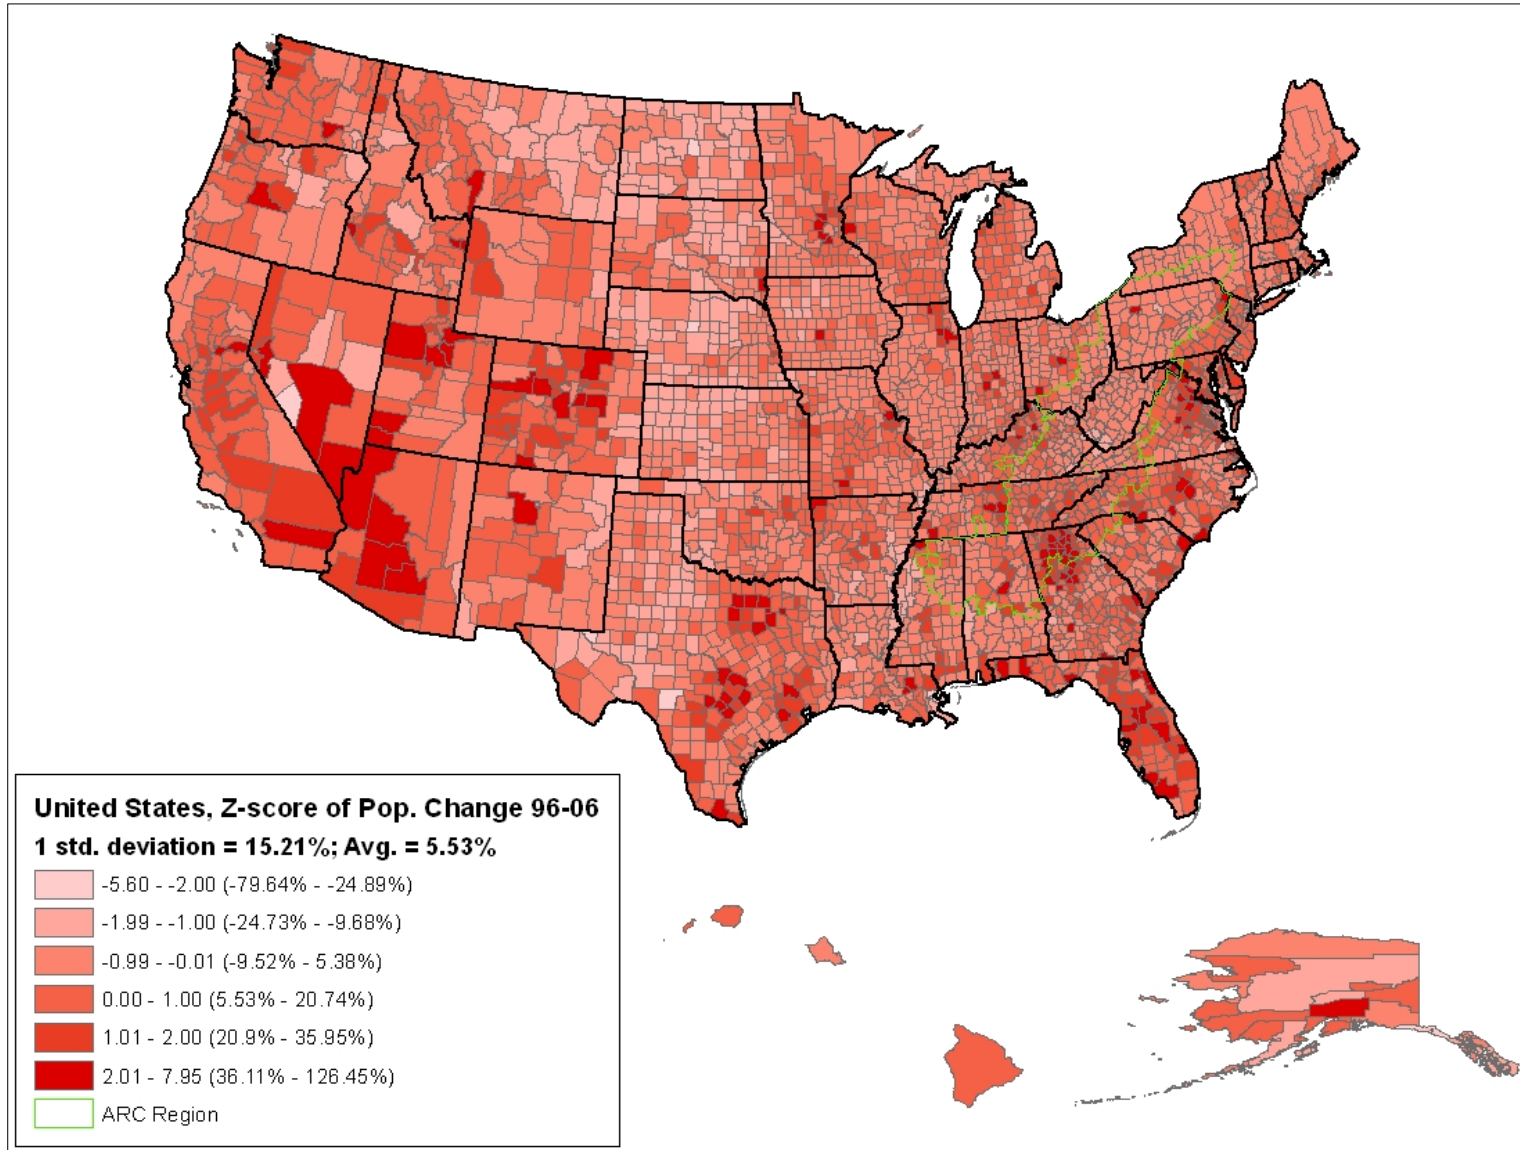 United States, Z-score of Pop. Change 96-06
1 std. deviation = 15.21%; Avg. = 5.53%
-5.60 - -2.00 (-79.64% - -24.89%)
-1.99 - -1.00 (-24.73% - -9.68%)
-0.99 - -0.01 (-9.52% - 5.38%)
0.00 - 1.00 (5.53% - 20.74%)
1.01 - 2.00 (20.9% - 35.95%)
2.01 - 7.95 (36.11% - 126.45%)
ARC Region